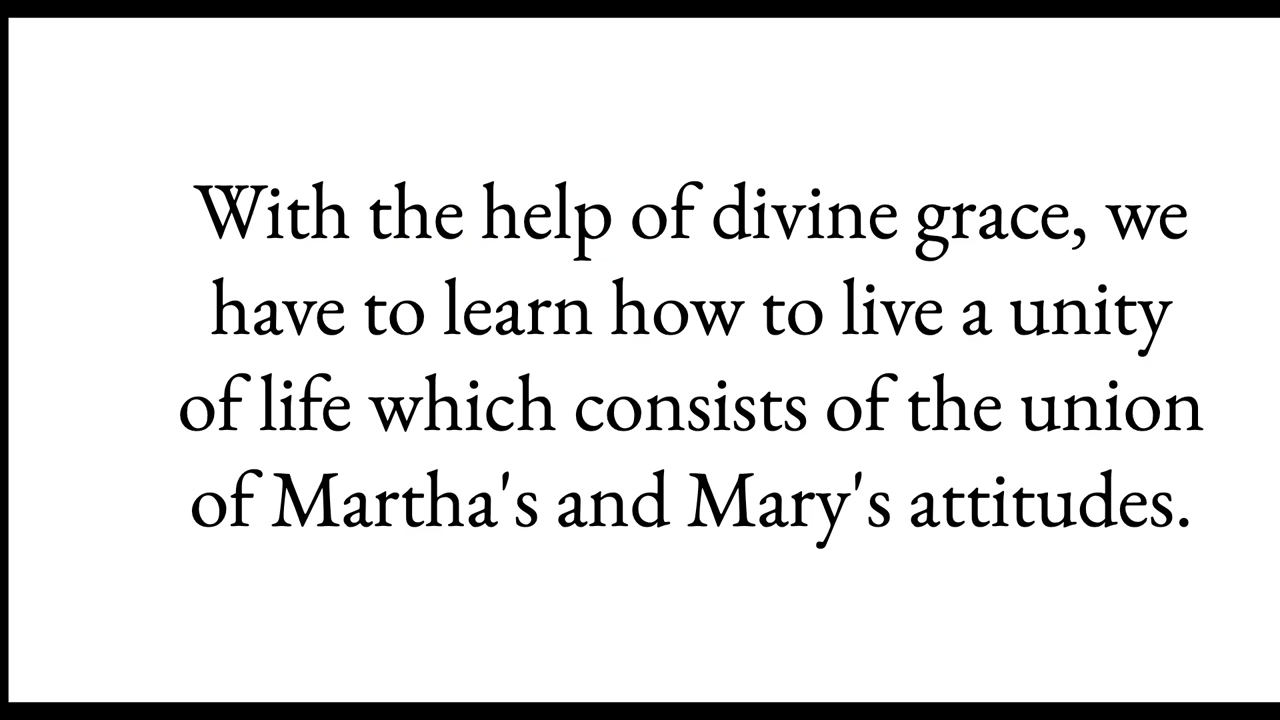 With the help of divine grace, we
have to learn how to live a unity
of life which consists of the union
of Martha's and Mary's attitudes.